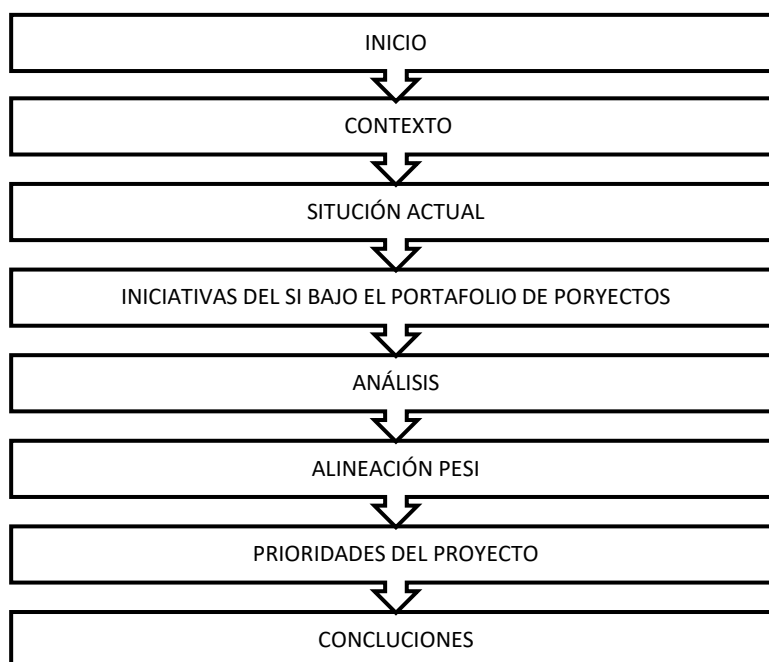 INICIO
CONTEXTO
SITUCIÓN ACTUAL
INICIATIVAS DEL SI BAJO EL PORTAFOLIO DE PORYECTOS
ANÁLISIS
ALINEACIÓN PESI
PRIORIDADES DEL PROYECTO
CONCLUCIONES